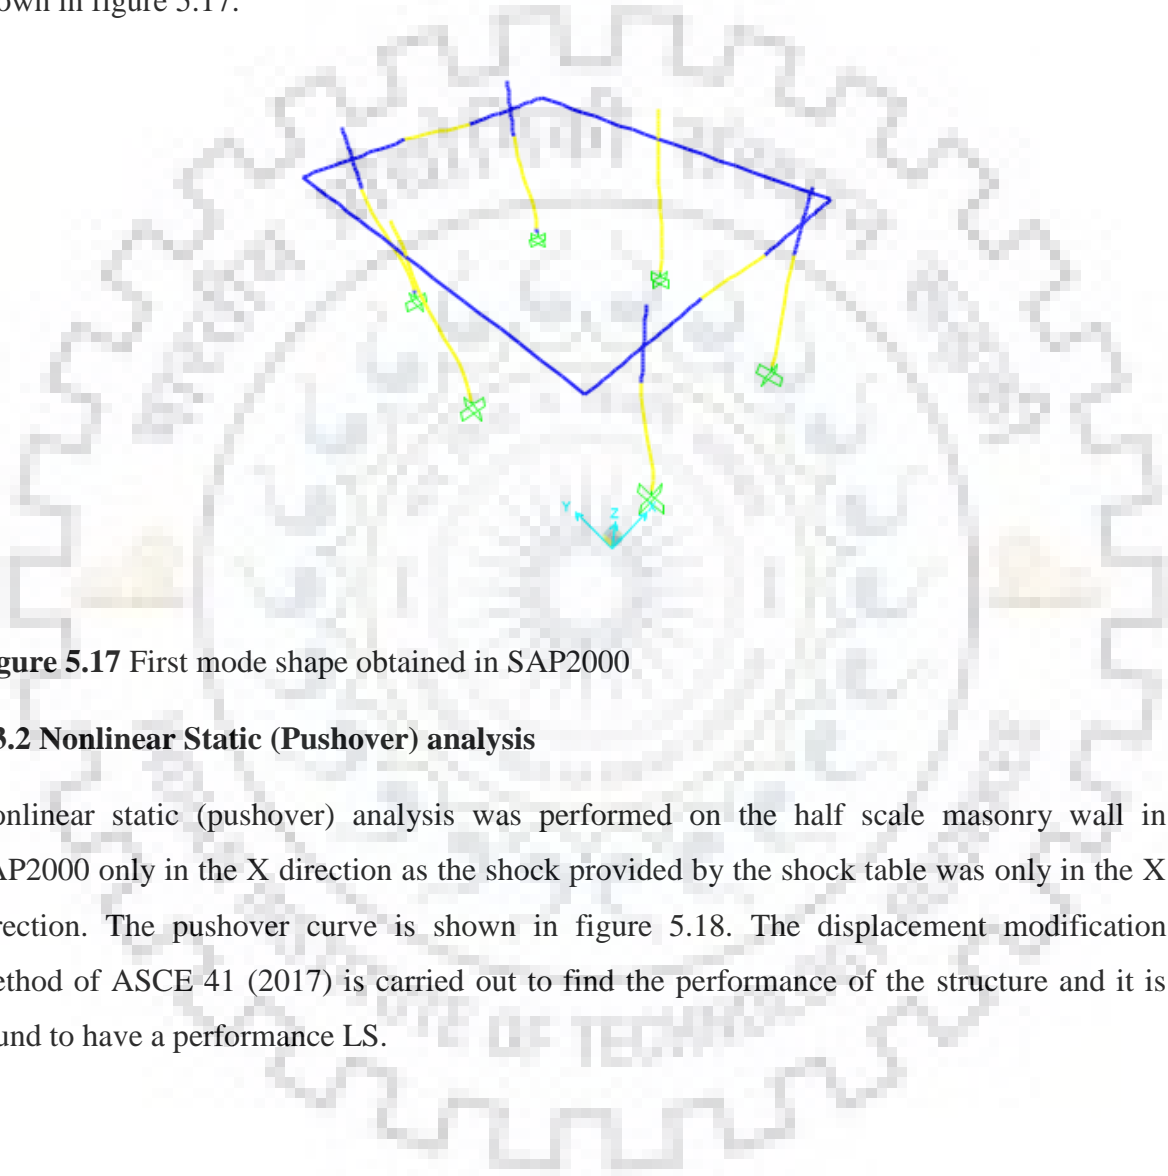 own in figure 5.17.
Y
Z
gure 5.17 First mode shape obtained in SAP2000
3.2 Nonlinear Static (Pushover) analysis
onlinear static (pushover) analysis was performed on the half scale masonry wall in
AP2000 only in the X direction as the shock provided by the shock table was only in the X
rection. The pushover curve is shown in figure 5.18. The displacement modification
ethod of ASCE 41 (2017) is carried out to find the performance of the structure and it is
und to have a performance LS.